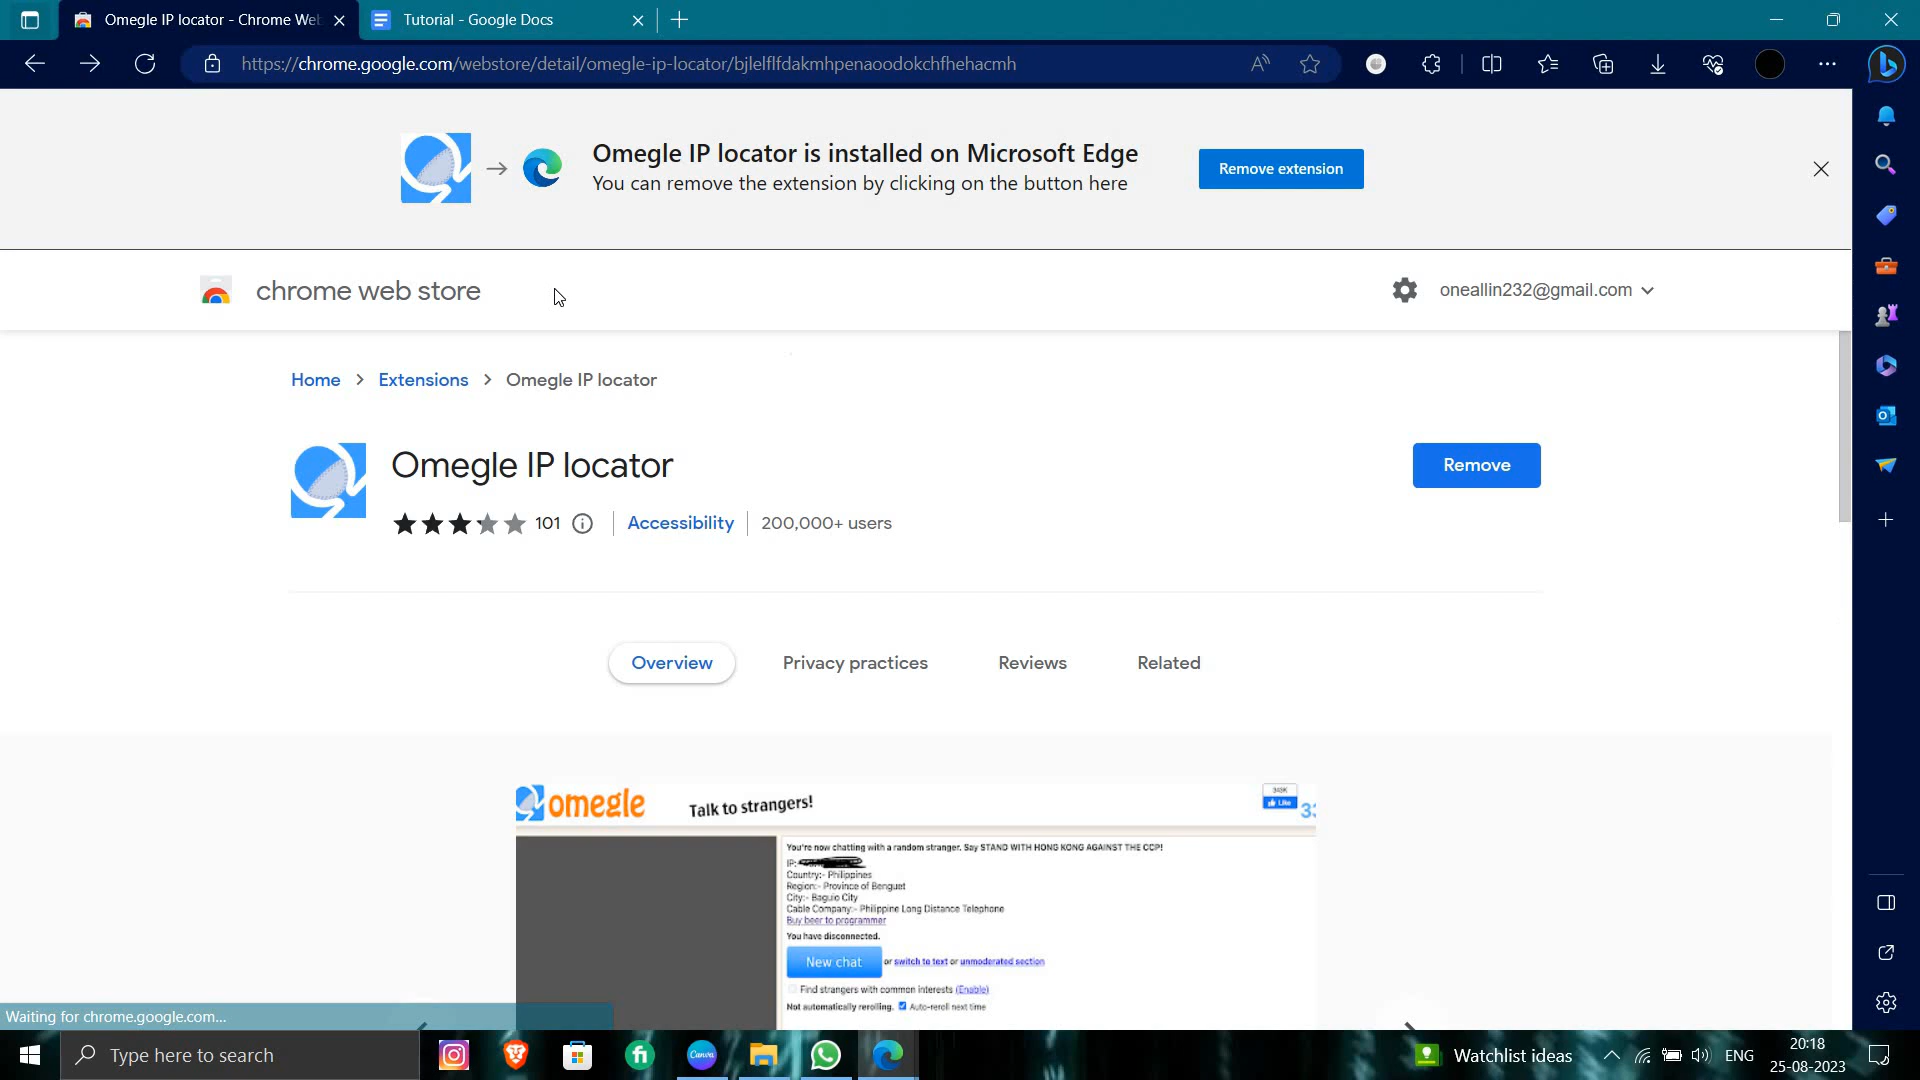 Omegle IP locator - Chrome We
Tutorial - Google Docs
https://chrome.google.com/webstore/detail/omegle-ip-locator/bjlelflfdakmhpenaoodokchfhehacmh
Omegle IP locator is installed on Microsoft Edge
You can remove the extension by clicking on the button here
Remove extension
chrome web store
oneallin232@gmail.com
Home > Extensions > Omegle IP locator
Omegle IP locator
Remove
101
Accessibility
200,000+ users
Overview
Privacy practices
Reviews
Related
omegle
Talk to strangers!
343K
Like
33
You're now chatting with a random stranger. Say STAND WITH HONG KONG AGAINST THE CCP!
IP:-
Country:- Philippines
Region:- Province of Benguet
City:- Baguio City
Cable Company:- Philippine Long Distance Telephone
Buy beer to programmer
You have disconnected.
New chat
or switch to text or unmoderated section
Find strangers with common interests (Enable)
Not automatically rerolling.
Auto-reroll next time
Waiting for chrome.google.com...
Type here to search
fi
Canva
Watchlist ideas
ENG
20:18
25-08-2023